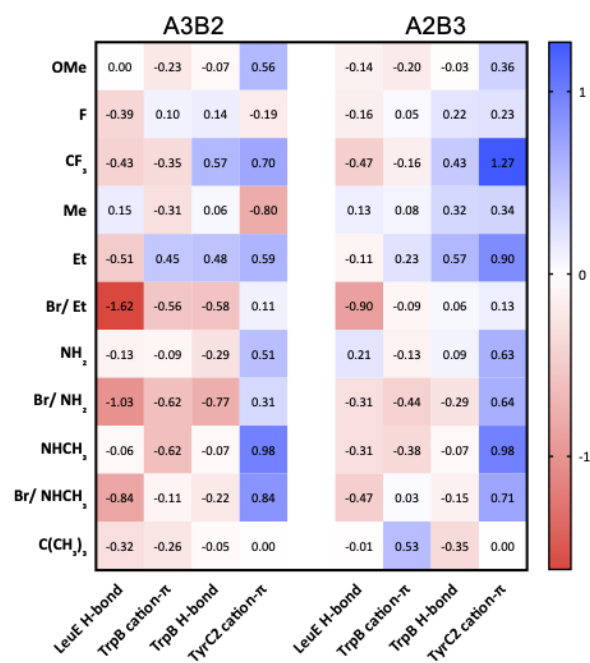 A3B2 A2B3
OMe 0.00 -0.23 -0.07 0.56 -0.14 -0.20 -0.03 0.36
F -0.39 0.10 0.14 -0.19 -0.16 0.05 0.22 0.23
CF₃ -0.43 -0.35 0.57 0.70 -0.47 -0.16 0.43 1.27
Me 0.15 -0.31 0.06 -0.80 0.13 0.08 0.32 0.34
Et -0.51 0.45 0.48 0.59 -0.11 0.23 0.57 0.90
Br/ Et -1.62 -0.56 -0.58 0.11 -0.90 -0.09 0.06 0.13
NH₂ -0.13 -0.09 -0.29 0.51 0.21 -0.13 0.09 0.63
Br/ NH₂ -1.03 -0.62 -0.77 0.31 -0.31 -0.44 -0.29 0.64
NHCH₃ -0.06 -0.62 -0.07 0.98 -0.31 -0.38 -0.07 0.98
Br/ NHCH₃ -0.84 -0.11 -0.22 0.84 -0.47 0.03 -0.15 0.71
C(CH₃)₃ -0.32 -0.26 -0.05 0.00 -0.01 0.53 -0.35 0.00
LeuE H-bond TrpB cation-π TrpB H-bond TyrC2 cation-π LeuE H-bond TrpB cation-π TrpB H-bond TyrC2 cation-π
1
0
-1